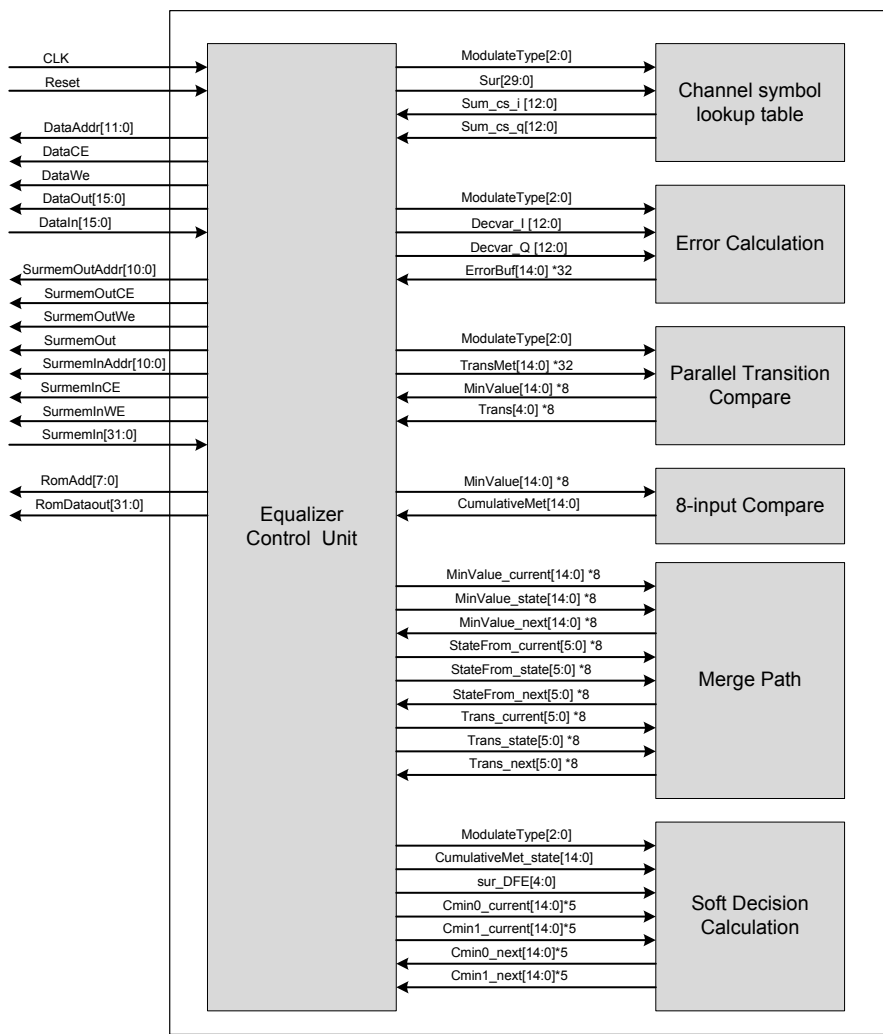 CLK
Reset
DataAddr[11:0]
DataCE
DataWe
DataOut[15:0]
DataIn[15:0]
SurmemOutAddr[10:0]
SurmemOutCE
SurmemOutWe
SurmemOut
SurmemInAddr[10:0]
SurmemInCE
SurmemInWE
SurmemIn[31:0]
RomAdd[7:0]
RomDataout[31:0]
Equalizer
Control Unit
ModulateType[2:0]
Sur[29:0]
Sum_cs_i [12:0]
Sum_cs_q[12:0]
Channel symbol
lookup table
ModulateType[2:0]
Decvar_I [12:0]
Decvar_Q [12:0]
ErrorBuf[14:0] *32
Error Calculation
ModulateType[2:0]
TransMet[14:0] *32
MinValue[14:0] *8
Trans[4:0] *8
Parallel Transition
Compare
MinValue[14:0] *8
CumulativeMet[14:0]
8-input Compare
MinValue_current[14:0] *8
MinValue_state[14:0] *8
MinValue_next[14:0] *8
StateFrom_current[5:0] *8
StateFrom_state[5:0] *8
StateFrom_next[5:0] *8
Trans_current[5:0] *8
Trans_state[5:0] *8
Trans_next[5:0] *8
Merge Path
ModulateType[2:0]
CumulativeMet_state[14:0]
sur_DFE[4:0]
Cmin0_current[14:0]*5
Cmin1_current[14:0]*5
Cmin0_next[14:0]*5
Cmin1_next[14:0]*5
Soft Decision
Calculation